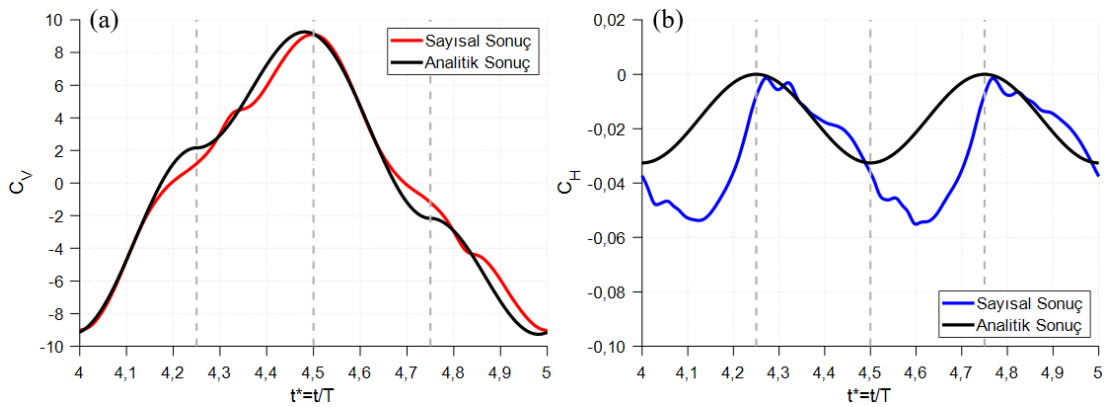 (a)
10
8
6
4
2
0
-2
-4
-6
-8
-10
C_V
4 4,1 4,2 4,3 4,4 4,5 4,6 4,7 4,8 4,9 5
t*=t/T
Sayısal Sonuç
Analitik Sonuç
(b)
0,02
0
-0,02
-0,04
-0,06
-0,08
-0,10
C_H
4 4,1 4,2 4,3 4,4 4,5 4,6 4,7 4,8 4,9 5
t*=t/T
Sayısal Sonuç
Analitik Sonuç